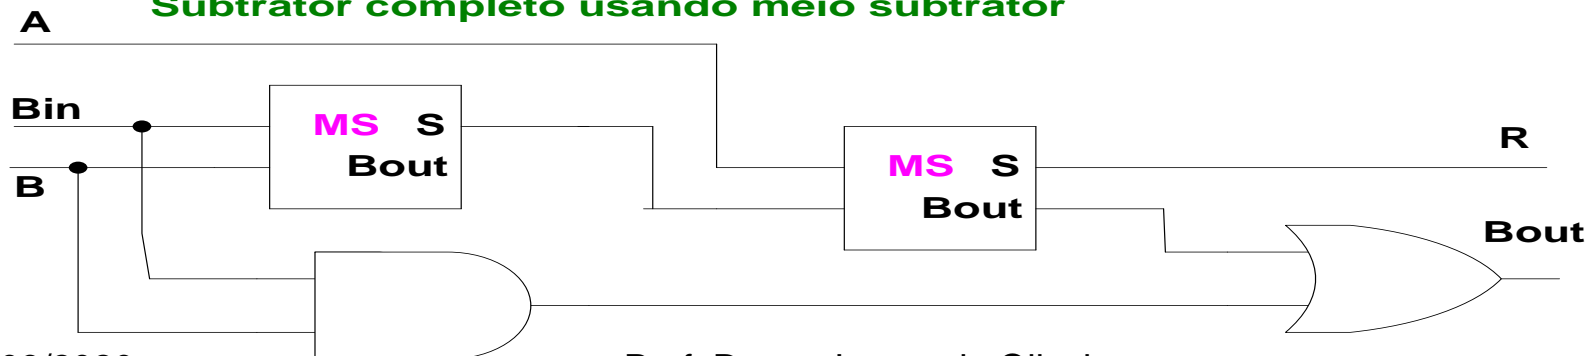 Subtrator completo usando meio subtrator
A
Bin
MS S
Bout
B
MS S
Bout
R
Bout